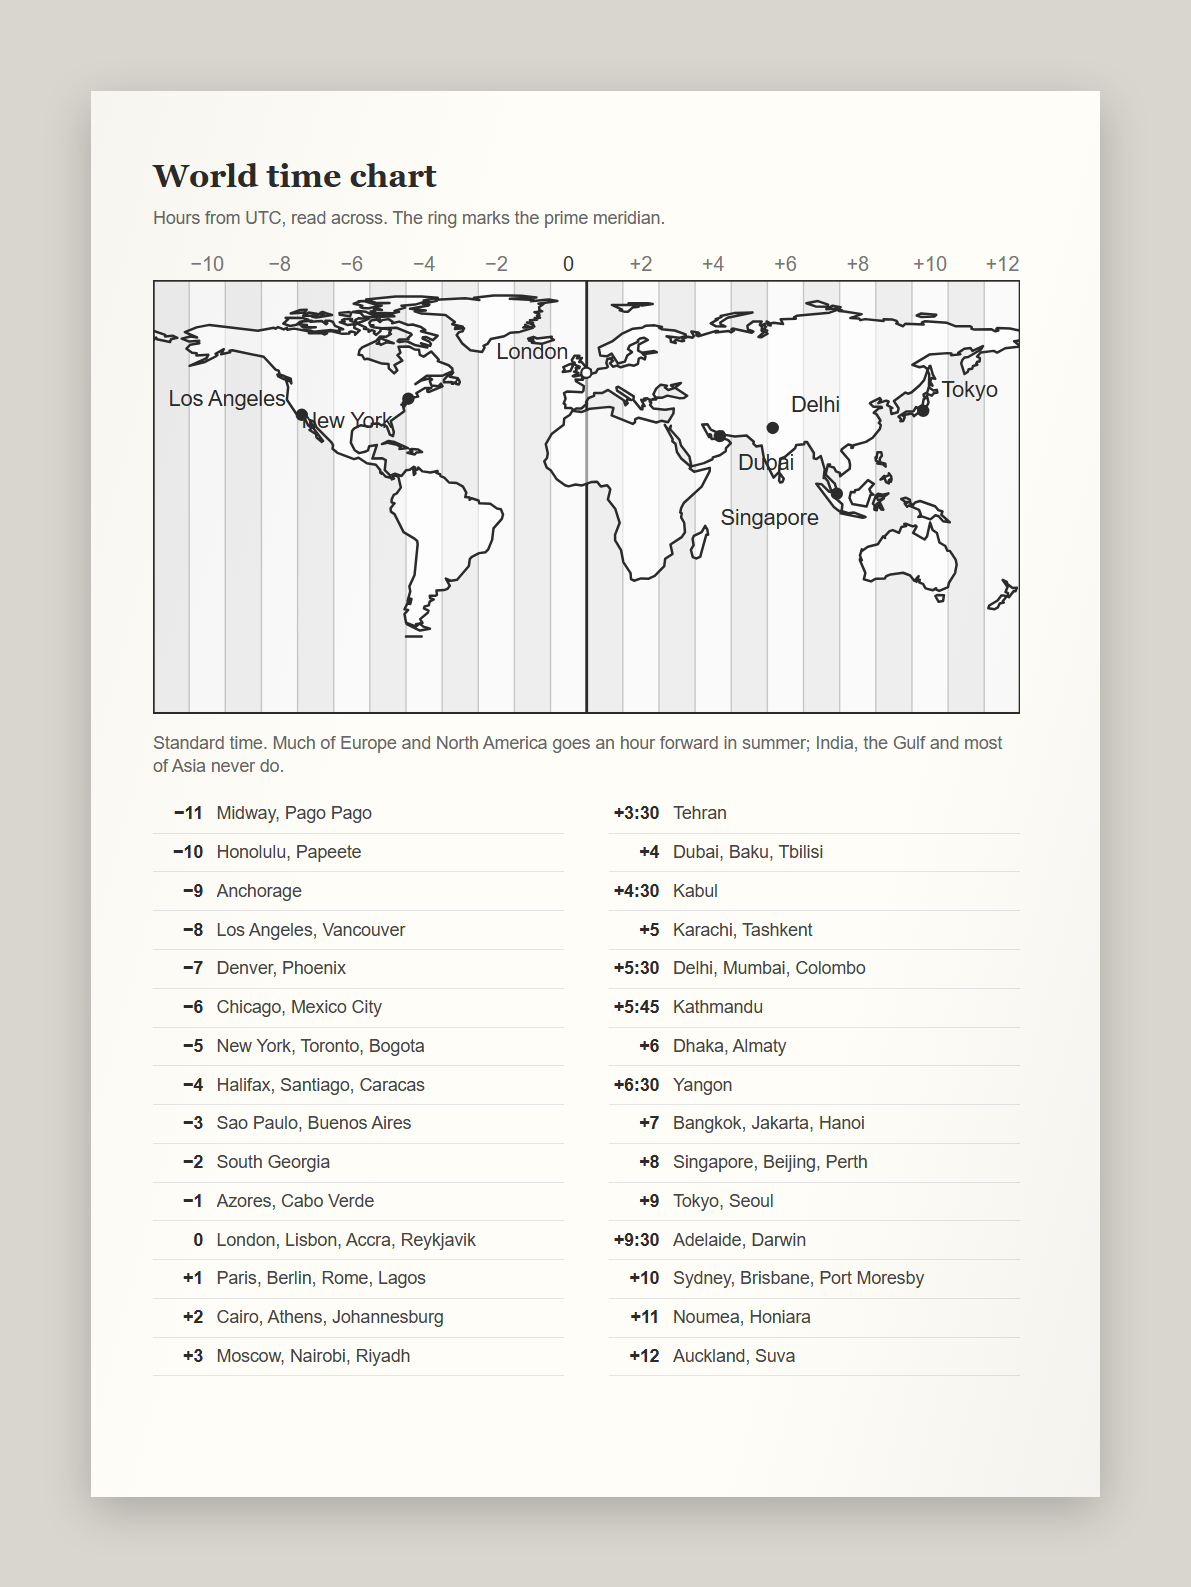 World time chart
Hours from UTC, read across. The ring marks the prime meridian.
−10 −8 −6 −4 −2 0 +2 +4 +6 +8 +10 +12
London
Los Angeles
New York
Delhi
Tokyo
Dubai
Singapore
Standard time. Much of Europe and North America goes an hour forward in summer; India, the Gulf and most
of Asia never do.
−11 Midway, Pago Pago
−10 Honolulu, Papeete
−9 Anchorage
−8 Los Angeles, Vancouver
−7 Denver, Phoenix
−6 Chicago, Mexico City
−5 New York, Toronto, Bogota
−4 Halifax, Santiago, Caracas
−3 Sao Paulo, Buenos Aires
−2 South Georgia
−1 Azores, Cabo Verde
0 London, Lisbon, Accra, Reykjavik
+1 Paris, Berlin, Rome, Lagos
+2 Cairo, Athens, Johannesburg
+3 Moscow, Nairobi, Riyadh
+3:30 Tehran
+4 Dubai, Baku, Tbilisi
+4:30 Kabul
+5 Karachi, Tashkent
+5:30 Delhi, Mumbai, Colombo
+5:45 Kathmandu
+6 Dhaka, Almaty
+6:30 Yangon
+7 Bangkok, Jakarta, Hanoi
+8 Singapore, Beijing, Perth
+9 Tokyo, Seoul
+9:30 Adelaide, Darwin
+10 Sydney, Brisbane, Port Moresby
+11 Noumea, Honiara
+12 Auckland, Suva